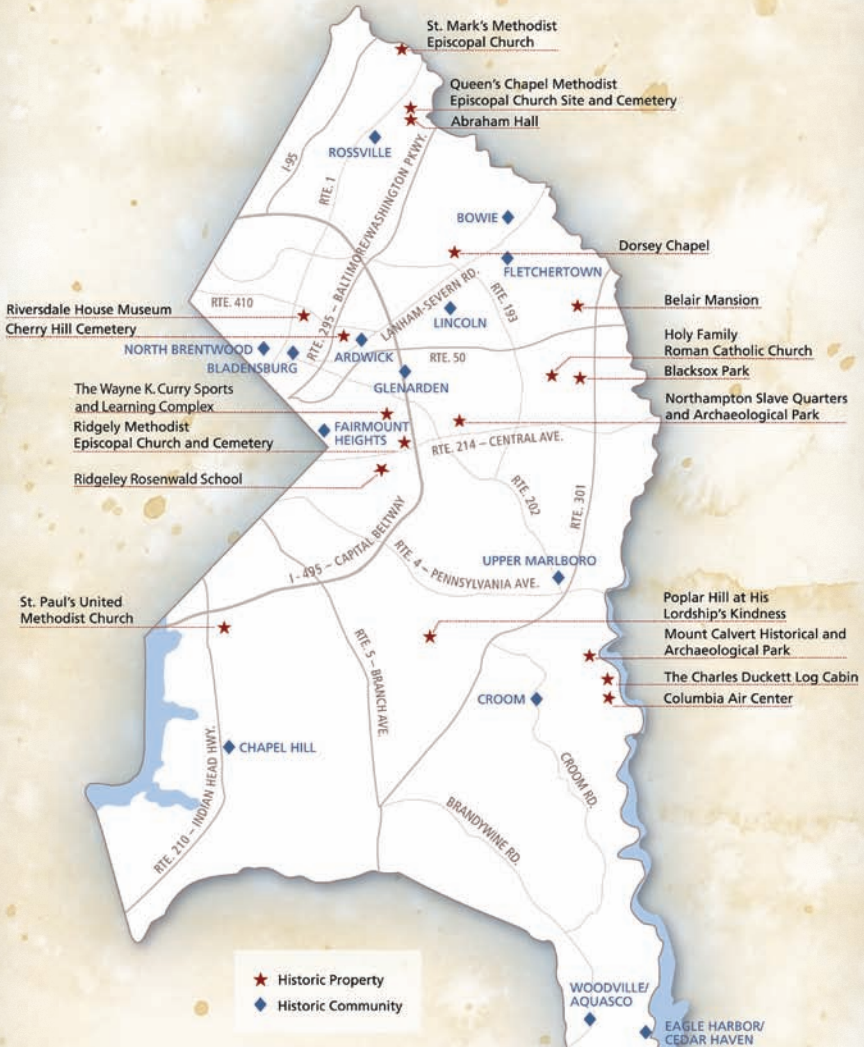 St. Mark's Methodist
Episcopal Church
Queen's Chapel Methodist
Episcopal Church Site and Cemetery
Abraham Hall
ROSSVILLE
I-95
RTE. 1
RTE. 295 – BALTIMORE/WASHINGTON PKWY.
BOWIE
Dorsey Chapel
FLETCHERTOWN
LANHAM-SEVERN RD.
RTE. 193
Belair Mansion
RTE. 410
Riversdale House Museum
Cherry Hill Cemetery
LINCOLN
NORTH BRENTWOOD
BLADENSBURG
ARDWICK
RTE. 50
Holy Family
Roman Catholic Church
Blacksox Park
GLENARDEN
The Wayne K. Curry Sports
and Learning Complex
Northampton Slave Quarters
and Archaeological Park
FAIRMOUNT
HEIGHTS
Ridgely Methodist
Episcopal Church and Cemetery
RTE. 214 – CENTRAL AVE.
Ridgeley Rosenwald School
RTE. 202
RTE. 301
I-495 – CAPITAL BELTWAY
RTE. 4 – PENNSYLVANIA AVE.
UPPER MARLBORO
St. Paul's United
Methodist Church
Poplar Hill at His
Lordship's Kindness
Mount Calvert Historical and
Archaeological Park
The Charles Duckett Log Cabin
Columbia Air Center
RTE. 5 – BRANCH AVE.
CROOM
CHAPEL HILL
RTE. 210 – INDIAN HEAD HWY.
CROOM RD.
BRANDYWINE RD.
Historic Property
Historic Community
WOODVILLE/
AQUASCO
EAGLE HARBOR/
CEDAR HAVEN